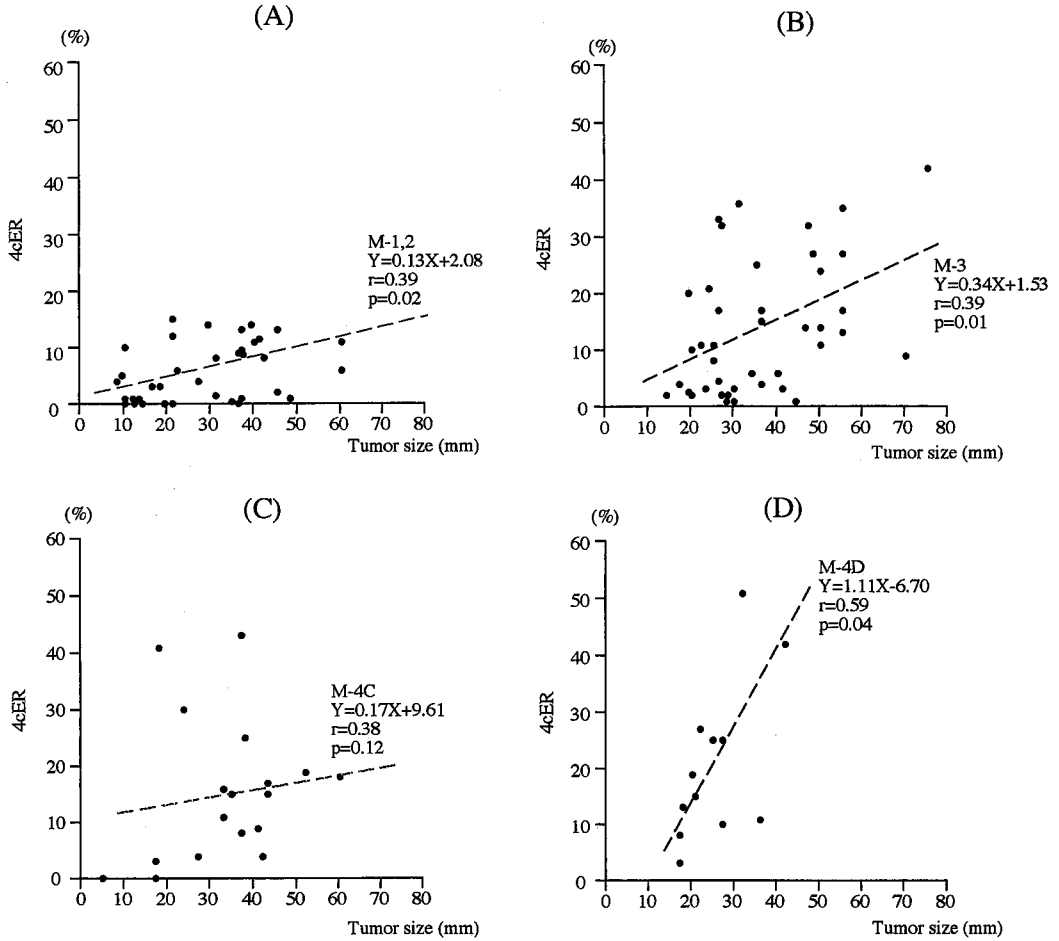 (A)
(%)
60
50
40
30
20
10
0
4cER
M-1,2
Y=0.13X+2.08
r=0.39
p=0.02
0 10 20 30 40 50 60 70 80
Tumor size (mm)
(B)
(%)
60
50
40
30
20
10
0
4cER
M-3
Y=0.34X+1.53
r=0.39
p=0.01
0 10 20 30 40 50 60 70 80
Tumor size (mm)
(C)
(%)
60
50
40
30
20
10
0
4cER
M-4C
Y=0.17X+9.61
r=0.38
p=0.12
0 10 20 30 40 50 60 70 80
Tumor size (mm)
(D)
(%)
60
50
40
30
20
10
0
4cER
M-4D
Y=1.11X-6.70
r=0.59
p=0.04
0 10 20 30 40 50 60 70 80
Tumor size (mm)